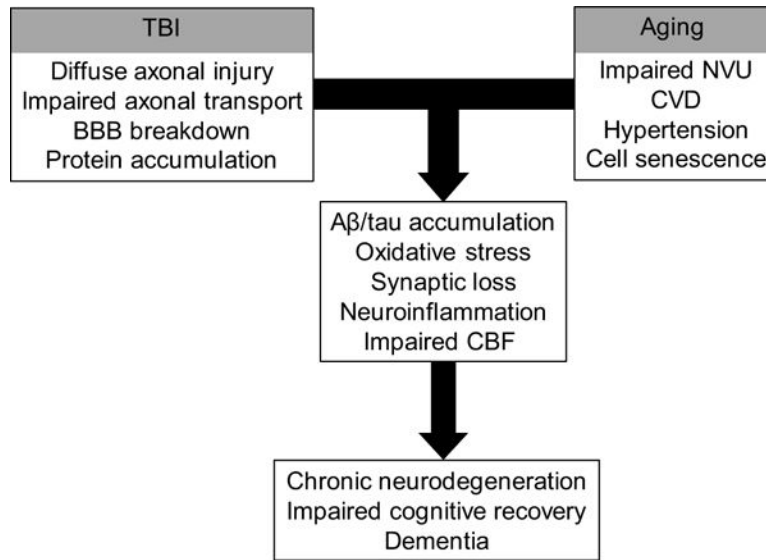 TBI
Diffuse axonal injury
Impaired axonal transport
BBB breakdown
Protein accumulation
Aging
Impaired NVU
CVD
Hypertension
Cell senescence
Aβ/tau accumulation
Oxidative stress
Synaptic loss
Neuroinflammation
Impaired CBF
Chronic neurodegeneration
Impaired cognitive recovery
Dementia